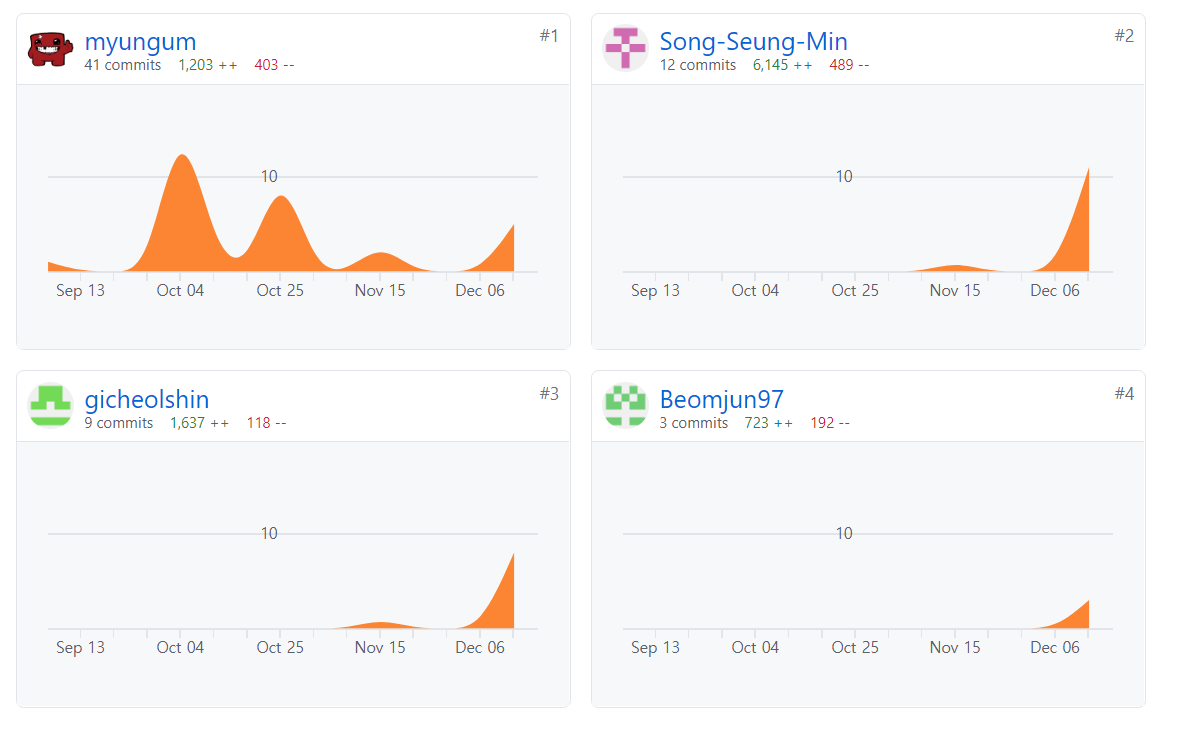 myungum #1
41 commits 1,203 ++ 403 --
10
Sep 13 Oct 04 Oct 25 Nov 15 Dec 06
Song-Seung-Min #2
12 commits 6,145 ++ 489 --
10
Sep 13 Oct 04 Oct 25 Nov 15 Dec 06
gicheolshin #3
9 commits 1,637 ++ 118 --
10
Sep 13 Oct 04 Oct 25 Nov 15 Dec 06
Beomjun97 #4
3 commits 723 ++ 192 --
10
Sep 13 Oct 04 Oct 25 Nov 15 Dec 06